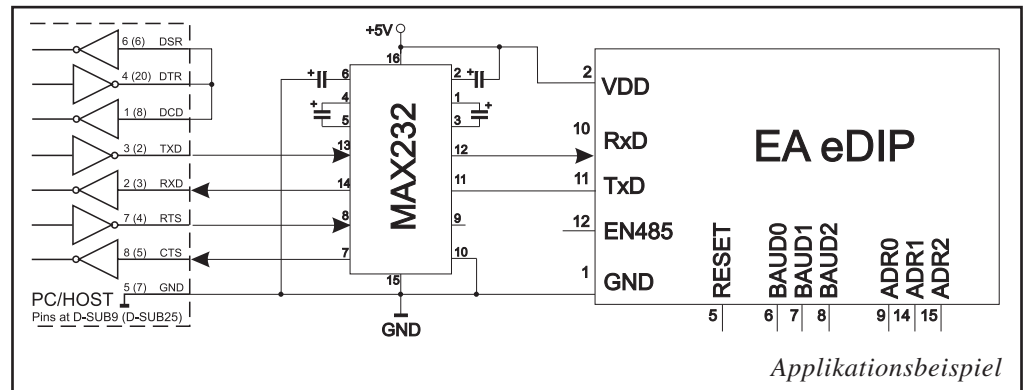 +5V
6 (6) DSR
4 (20) DTR
1 (8) DCD
3 (2) TXD
2 (3) RXD
7 (4) RTS
8 (5) CTS
5 (7) GND
PC/HOST
Pins at D-SUB9 (D-SUB25)
16
+ 6
2 +
+ 4
1 +
5
3
13
12
14
11
8
9
7
10
15
MAX232
GND
2 VDD
10 RxD
11 TxD
12 EN485
1 GND
EA eDIP
RESET
BAUD0
BAUD1
BAUD2
ADR0
ADR1
ADR2
5 6 7 8 9 14 15
Applikationsbeispiel